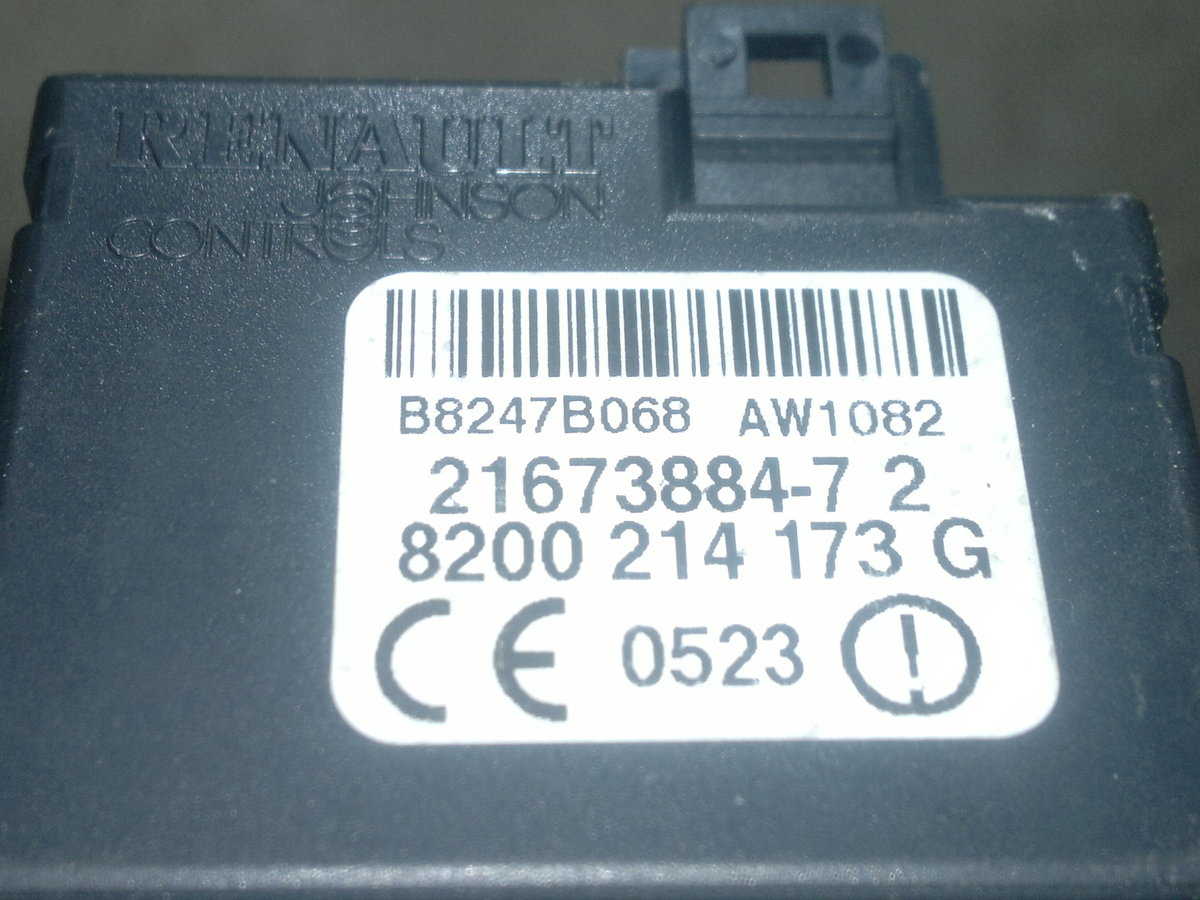 RENAULT
JOHNSON
CONTROLS
B8247B068 AW1082
21673884-7 2
8200 214 173 G
CE 0523